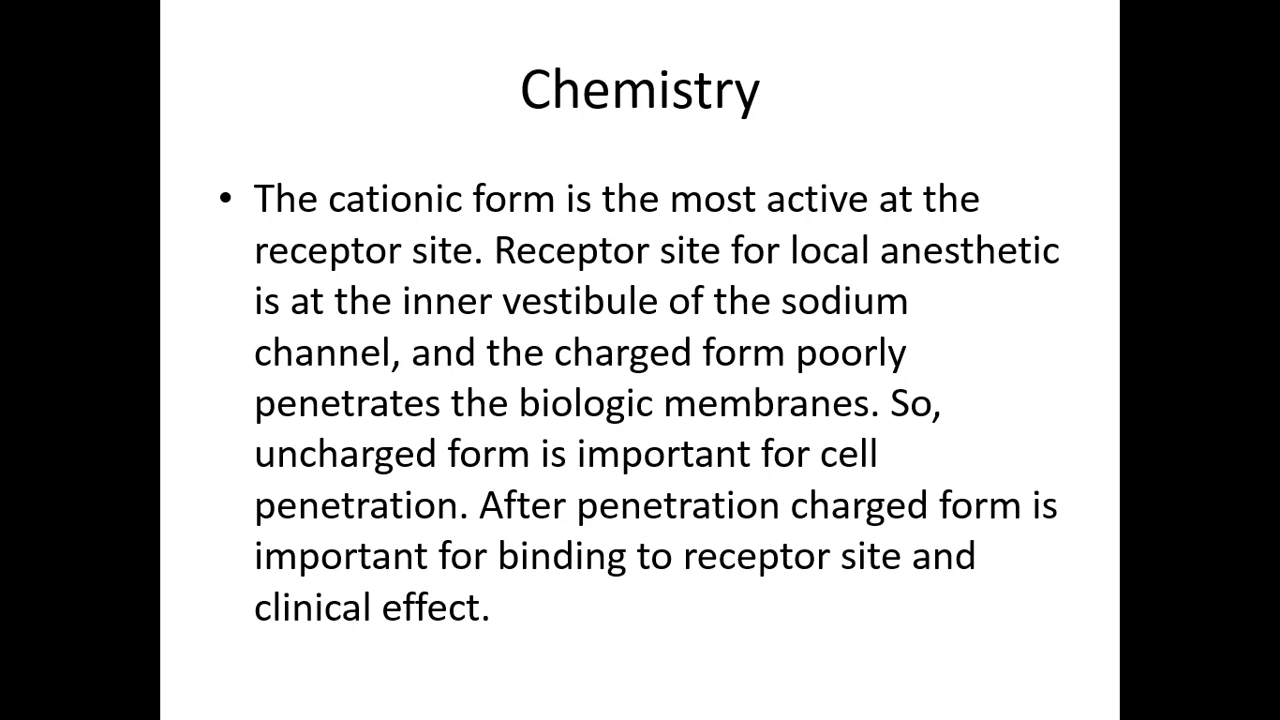 Chemistry
• The cationic form is the most active at the
receptor site. Receptor site for local anesthetic
is at the inner vestibule of the sodium
channel, and the charged form poorly
penetrates the biologic membranes. So,
uncharged form is important for cell
penetration. After penetration charged form is
important for binding to receptor site and
clinical effect.